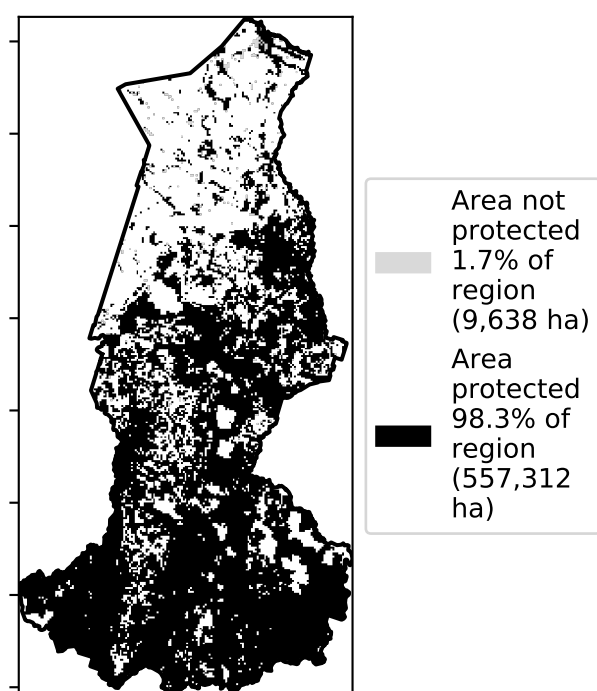 Area not
protected
1.7% of
region
(9,638 ha)
Area
protected
98.3% of
region
(557,312
ha)